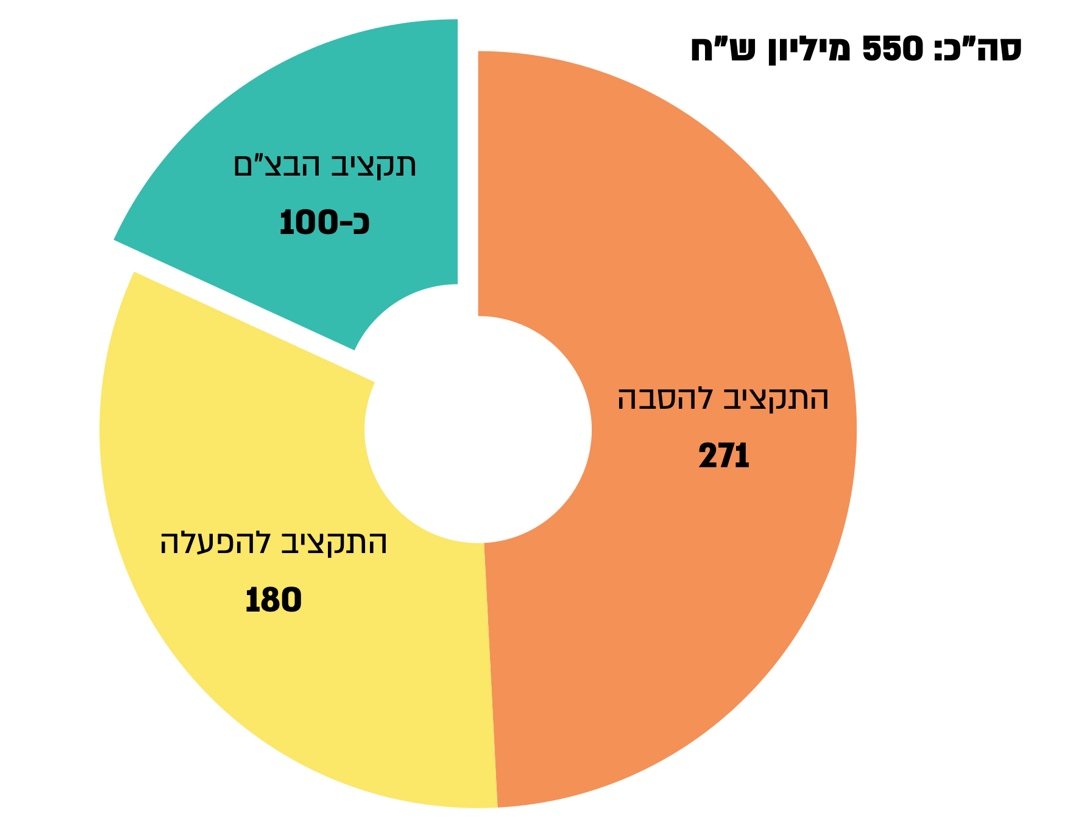 סה"כ: 550 מיליון ש"ח
תקציב הבצ"ם
כ-100
התקציב להסבה
271
התקציב להפעלה
180